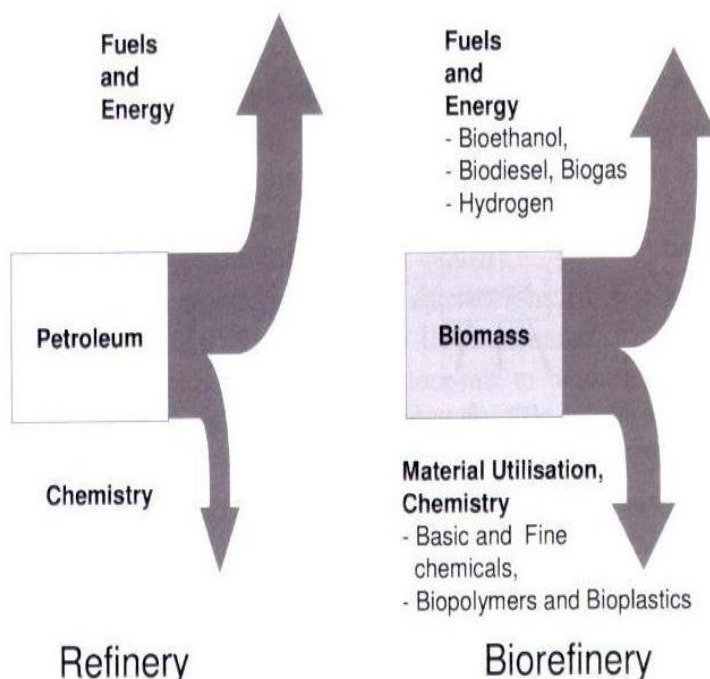 Fuels
and
Energy
Petroleum
Chemistry
Refinery
Fuels
and
Energy
- Bioethanol,
- Biodiesel, Biogas
- Hydrogen
Biomass
Material Utilisation,
Chemistry
- Basic and Fine
chemicals,
- Biopolymers and Bioplastics
Biorefinery